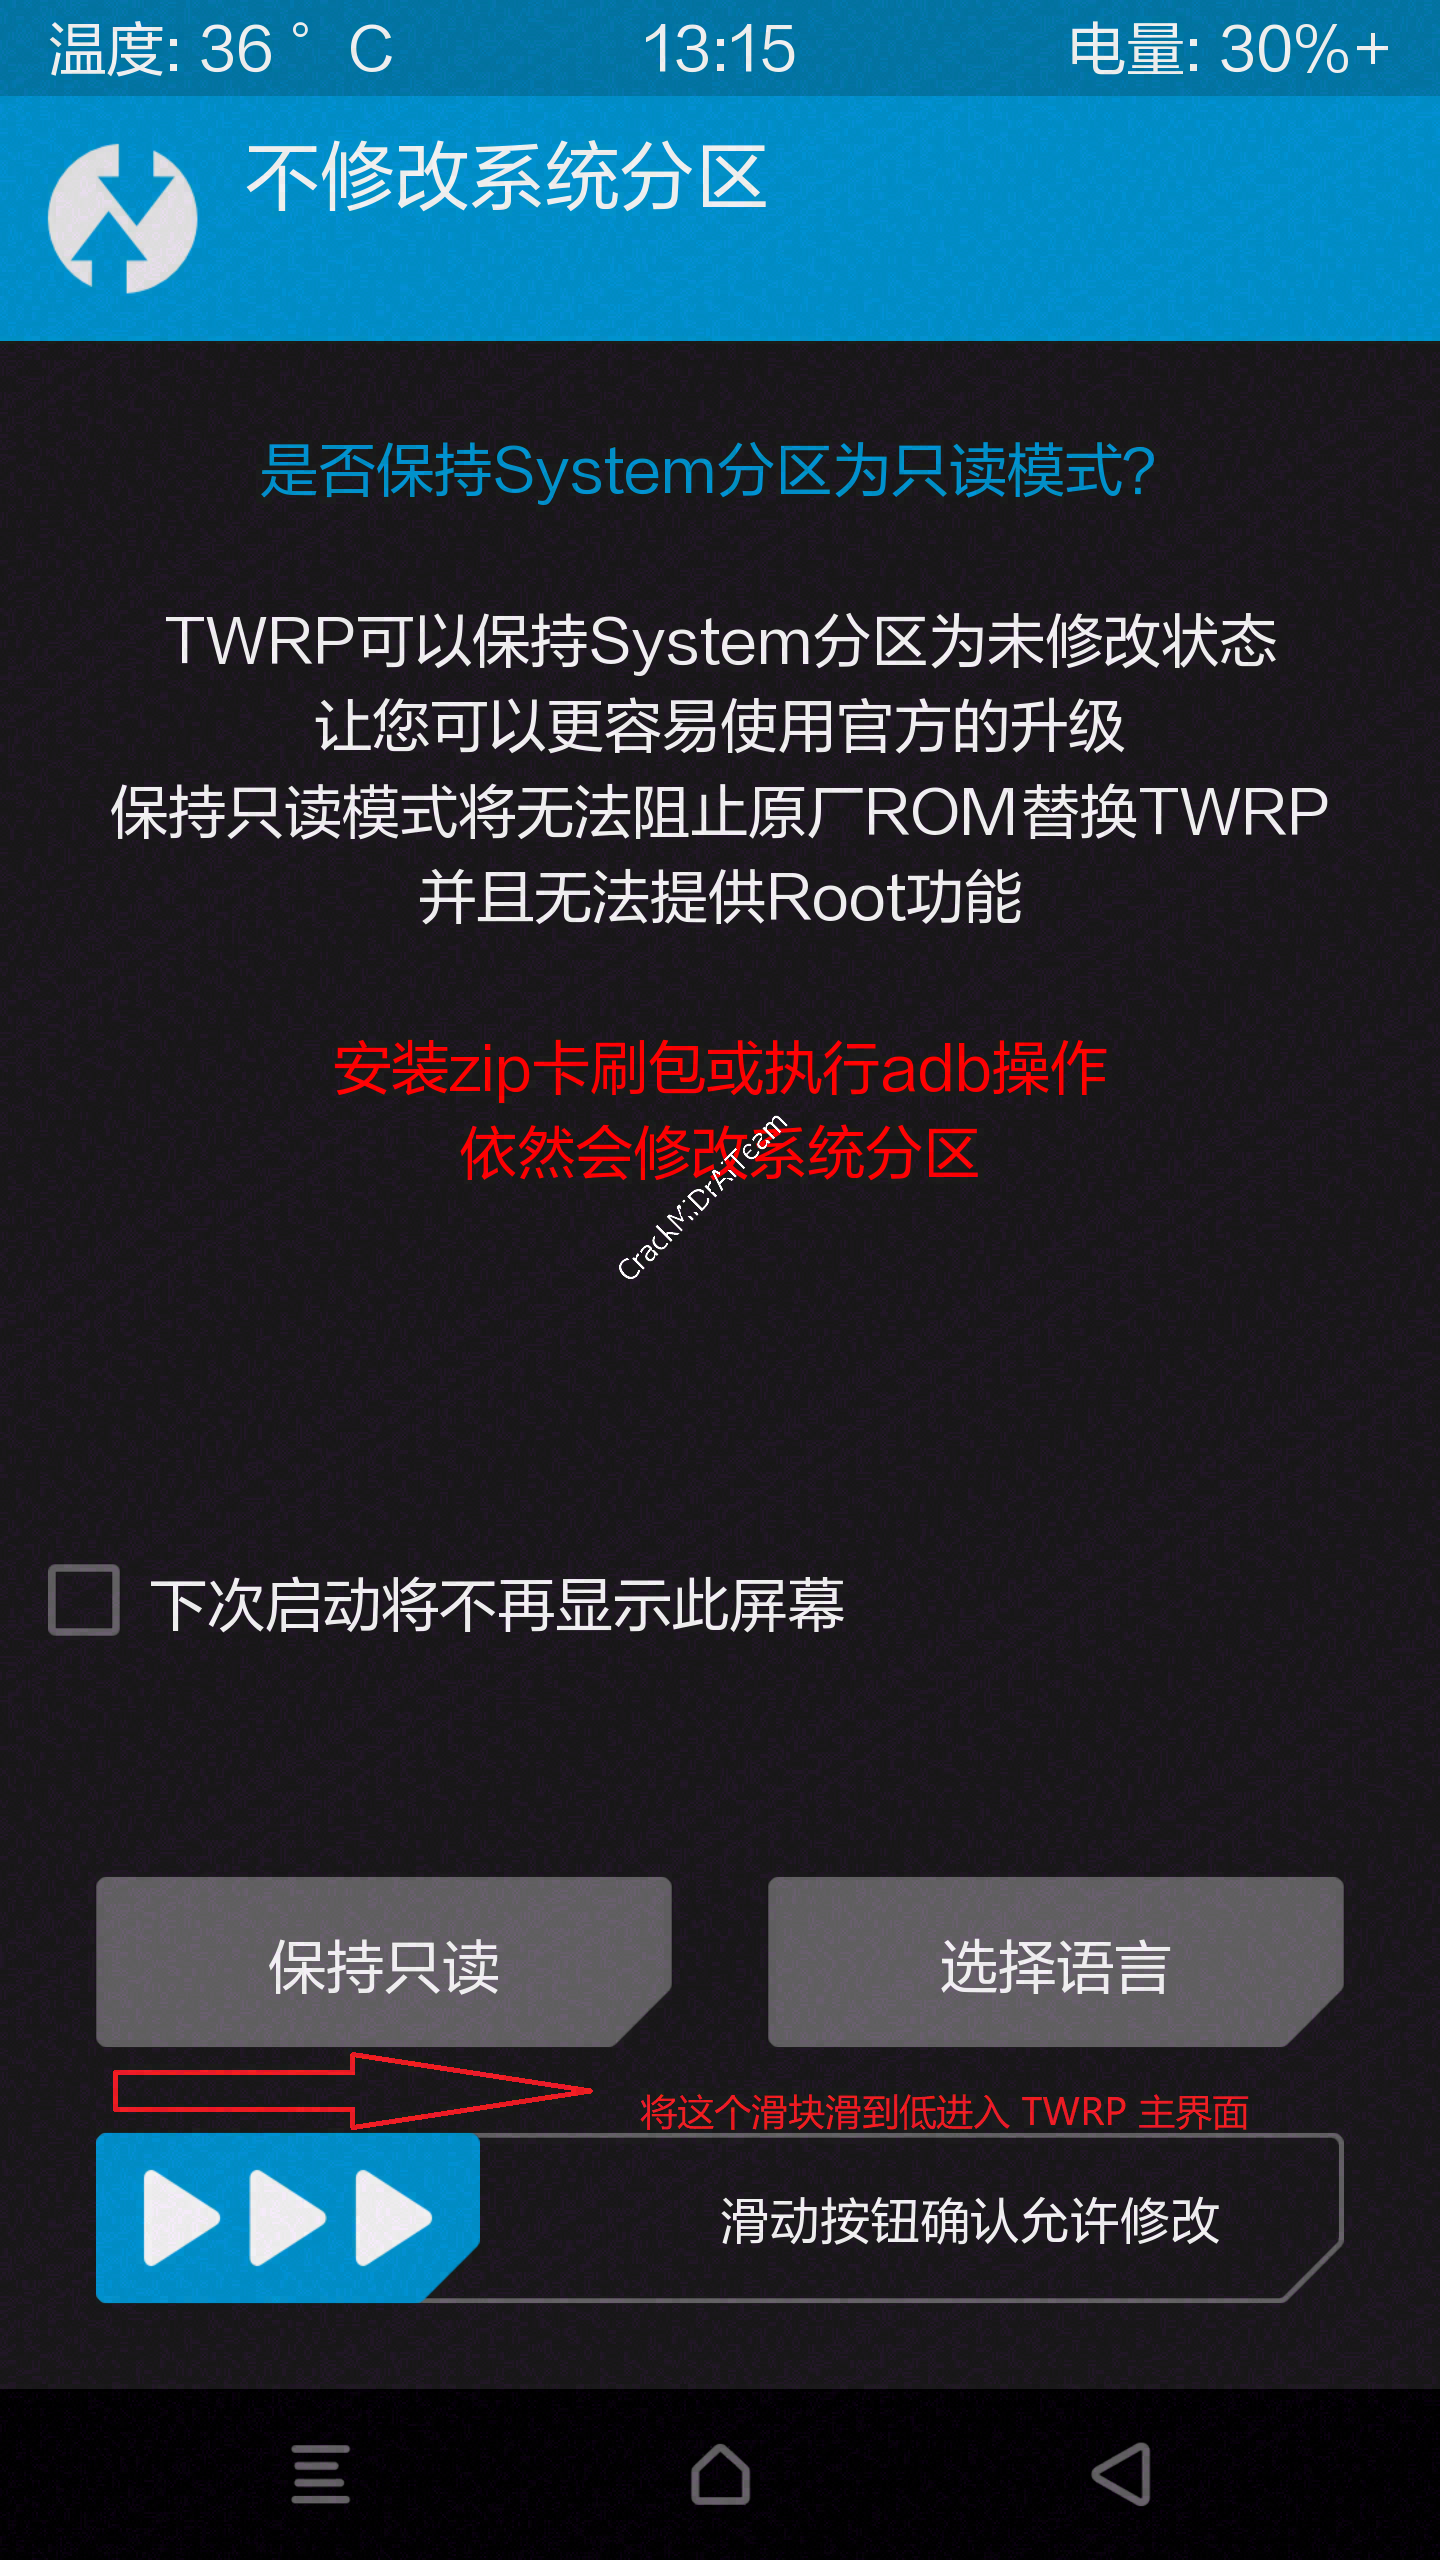 温度: 36°C 13:15 电量: 30%+
不修改系统分区
是否保持System分区为只读模式?
TWRP可以保持System分区为未修改状态
让您可以更容易使用官方的升级
保持只读模式将无法阻止原厂ROM替换TWRP
并且无法提供Root功能
安装zip卡刷包或执行adb操作
依然会修改系统分区
CrackMiDrAiTeam
下次启动将不再显示此屏幕
保持只读 选择语言
将这个滑块滑到低进入 TWRP 主界面
滑动按钮确认允许修改